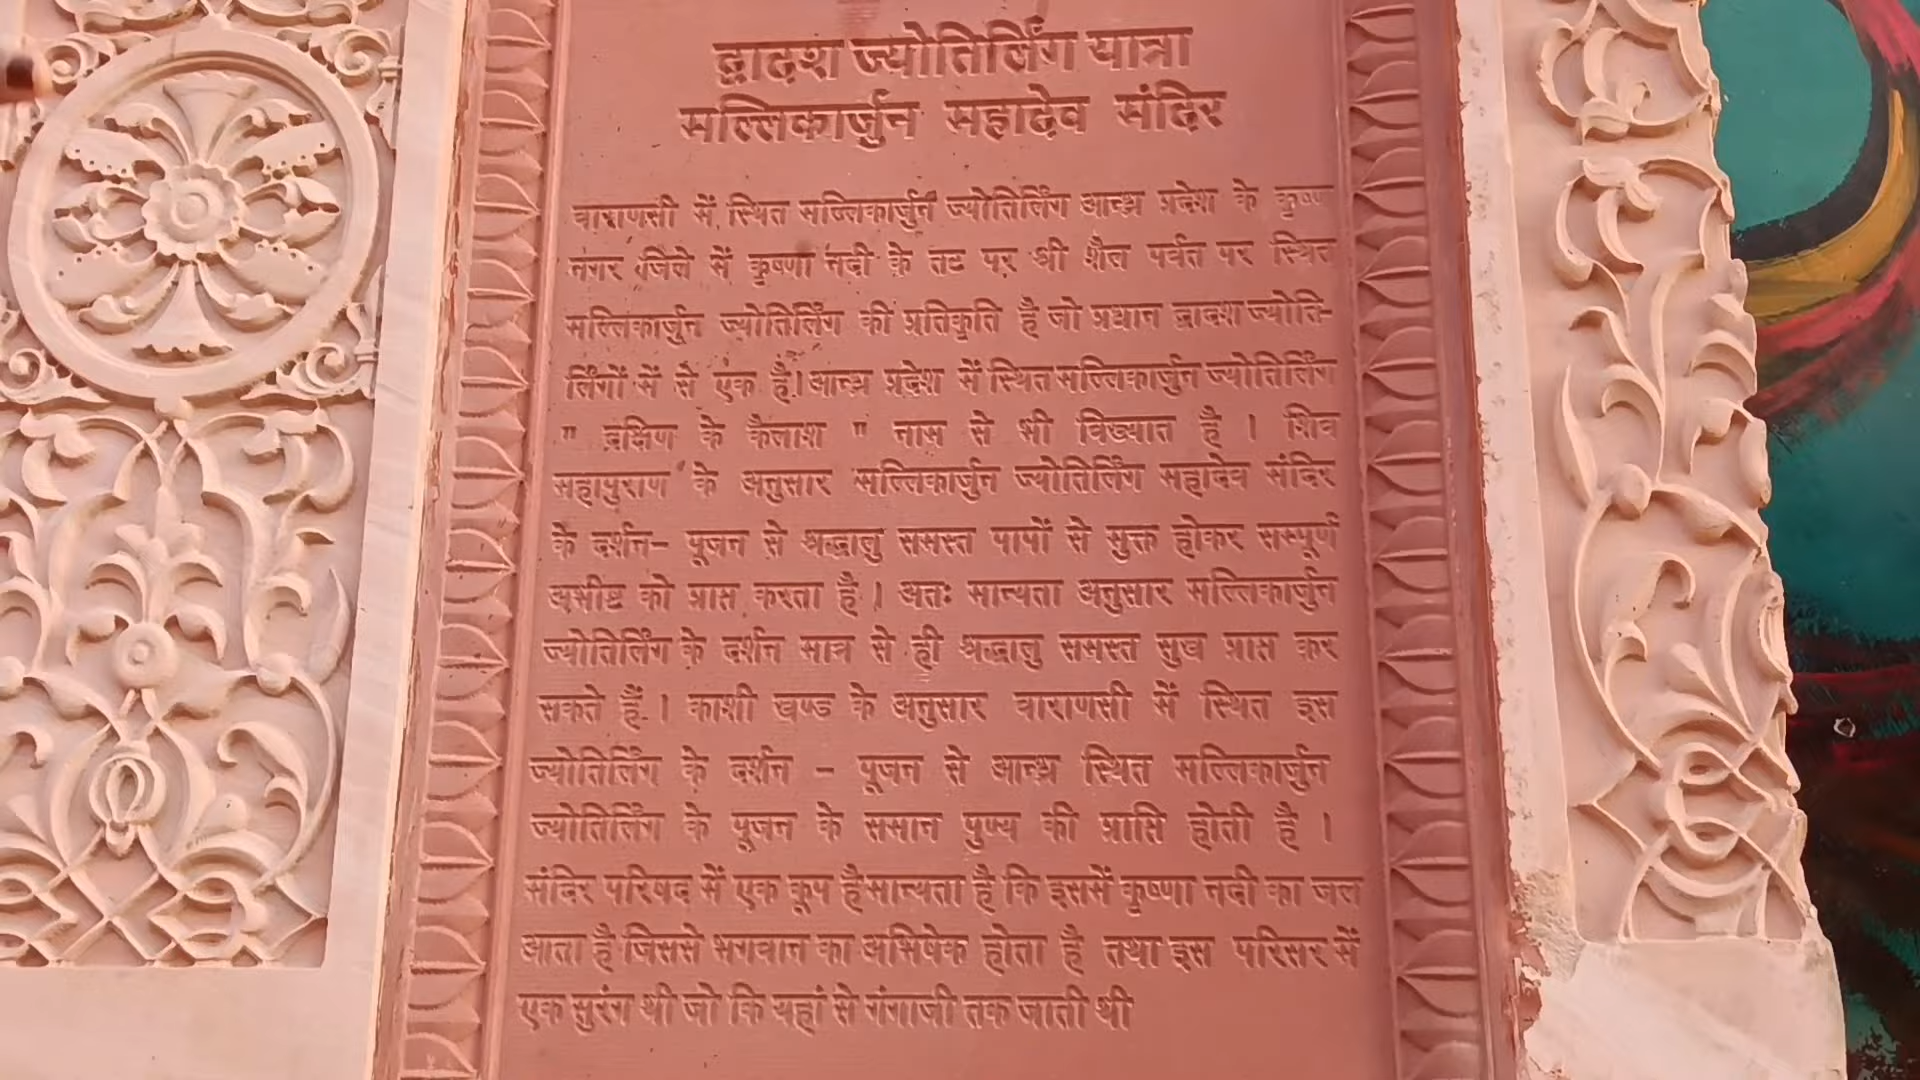 द्वादश ज्योतिर्लिंग यात्रा
मल्लिकार्जुन महादेव मंदिर
वाराणसी में स्थित मल्लिकार्जुन ज्योतिर्लिंग आन्ध्र प्रदेश के कृष्णा
नगर जिले में कृष्णा नदी के तट पर श्री शैल पर्वत पर स्थित
मल्लिकार्जुन ज्योतिर्लिंग की प्रतिकृति है जो प्रधान द्वादश ज्योति-
र्लिंगों में से एक है। आन्ध्र प्रदेश में स्थित मल्लिकार्जुन ज्योतिर्लिंग
" दक्षिण के कैलाश " नाम से भी विख्यात है । शिव
महापुराण के अनुसार मल्लिकार्जुन ज्योतिर्लिंग महादेव मंदिर
के दर्शन- पूजन से श्रद्धालु समस्त पापों से मुक्त होकर सम्पूर्ण
अभीष्ट को प्राप्त करता है । अतः मान्यता अनुसार मल्लिकार्जुन
ज्योतिर्लिंग के दर्शन मात्र से ही श्रद्धालु समस्त सुख प्राप्त कर
सकते हैं । काशी खण्ड के अनुसार वाराणसी में स्थित इस
ज्योतिर्लिंग के दर्शन - पूजन से आन्ध्र स्थित मल्लिकार्जुन
ज्योतिर्लिंग के पूजन के समान पुण्य की प्राप्ति होती है ।
मंदिर परिषद में एक कूप है मान्यता है कि इसमें कृष्णा नदी का जल
आता है जिससे भगवान का अभिषेक होता है तथा इस परिसर में
एक सुरंग थी जो कि यहां से गंगाजी तक जाती थी